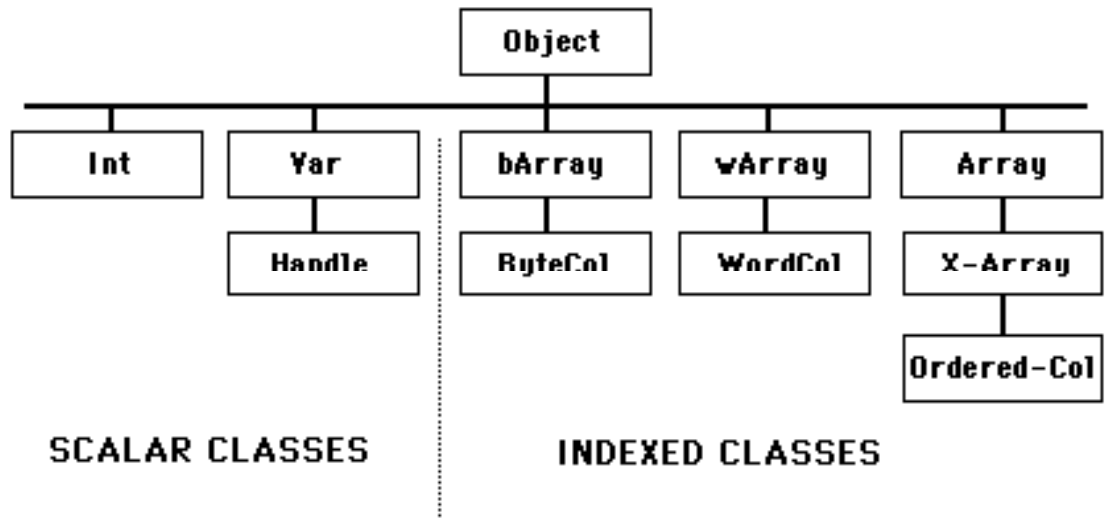 Object
Int
Var
bArray
wArray
Array
Handle
ByteCol
WordCol
X-Array
Ordered-Col
SCALAR CLASSES
INDEXED CLASSES